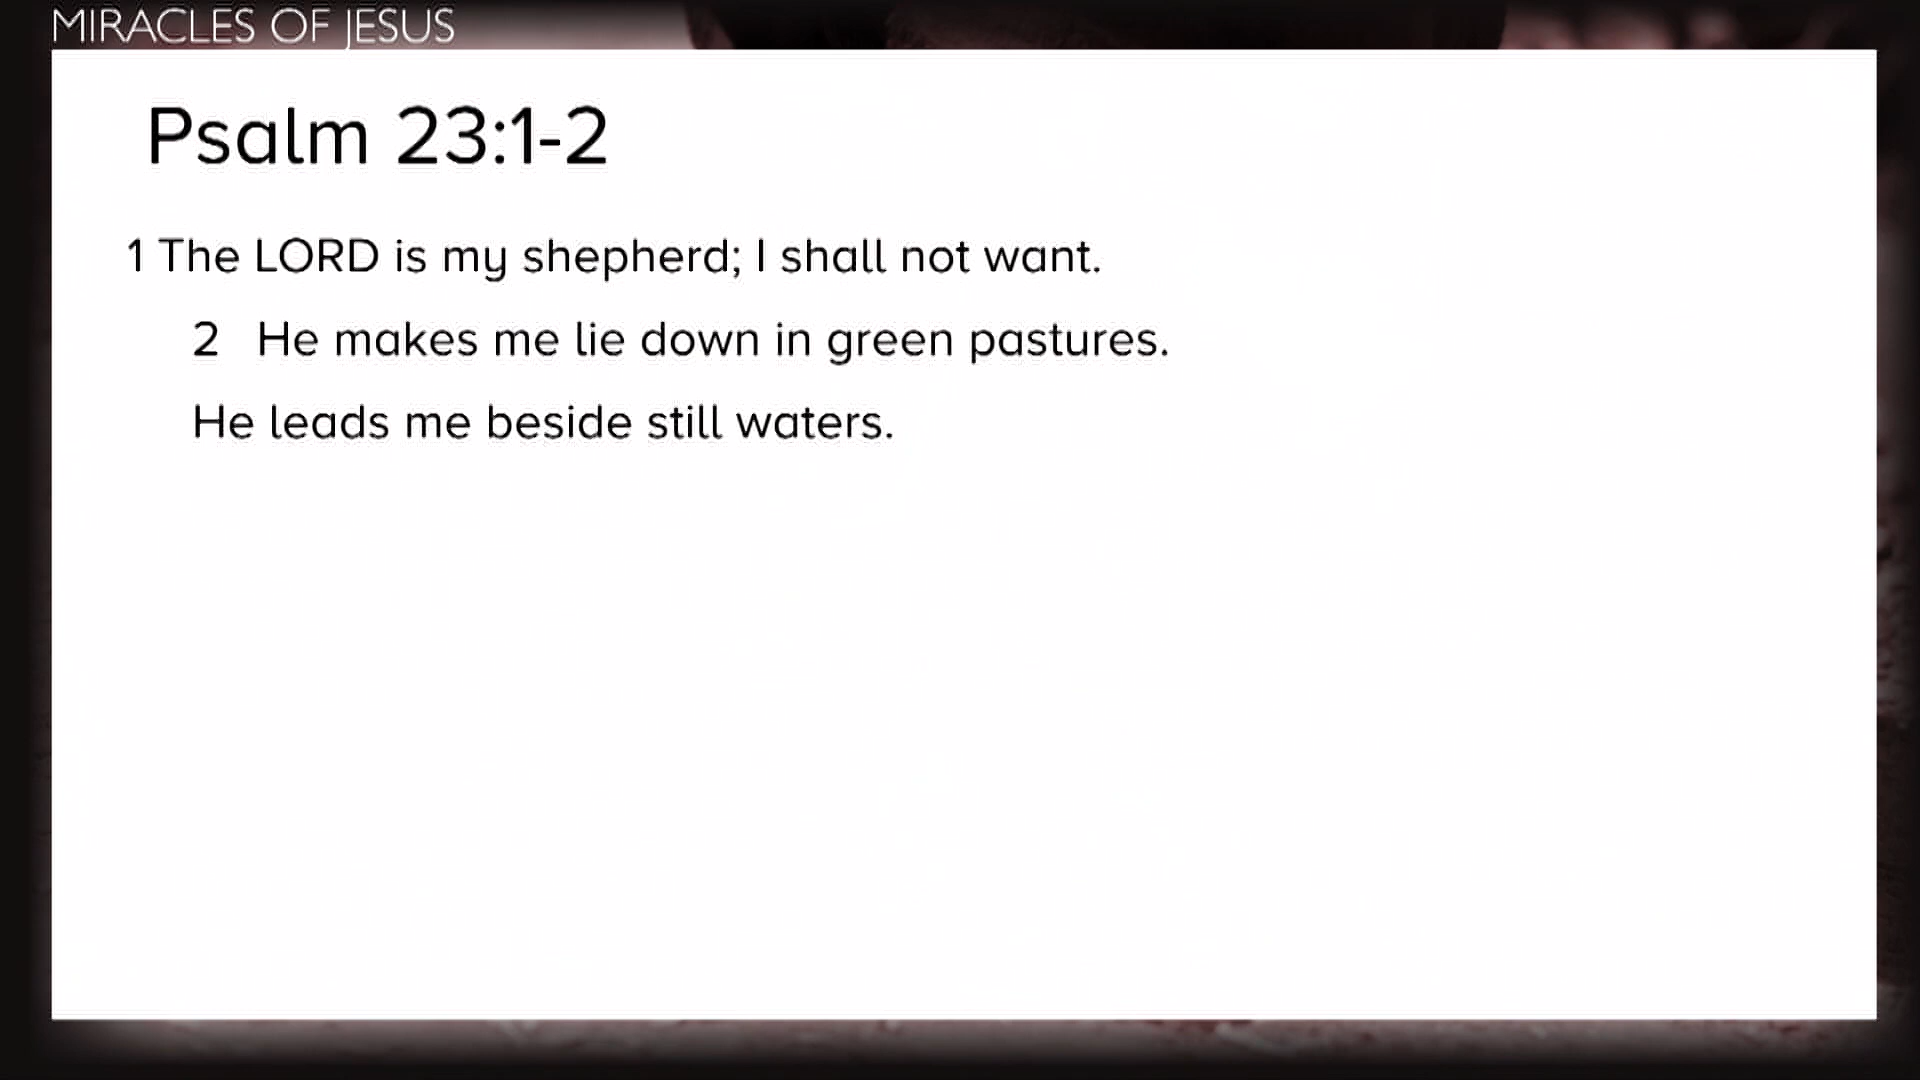 MIRACLES OF JESUS
Psalm 23:1-2
1 The LORD is my shepherd; I shall not want.
2 He makes me lie down in green pastures.
He leads me beside still waters.